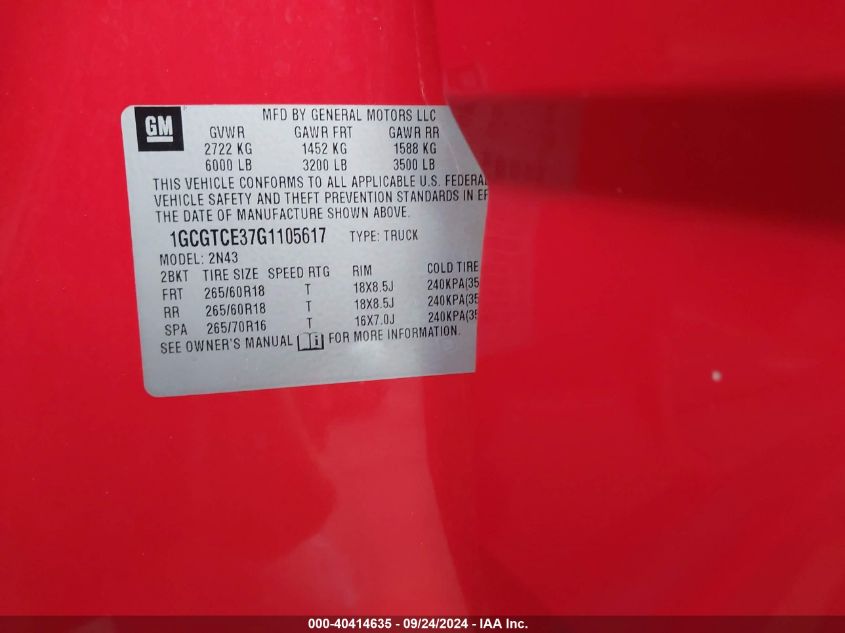 GM
MFD BY GENERAL MOTORS LLC
GVWR GAWR FRT GAWR RR
2722 KG 1452 KG 1588 KG
6000 LB 3200 LB 3500 LB
THIS VEHICLE CONFORMS TO ALL APPLICABLE U.S. FEDERAL
VEHICLE SAFETY AND THEFT PREVENTION STANDARDS IN EF
THE DATE OF MANUFACTURE SHOWN ABOVE.
1GCGTCE37G1105617 TYPE: TRUCK
MODEL: 2N43
2BKT TIRE SIZE SPEED RTG RIM COLD TIRE
FRT 265/60R18 T 18X8.5J 240KPA(35
RR 265/60R18 T 18X8.5J 240KPA(35
SPA 265/70R16 T 16X7.0J 240KPA(35
SEE OWNER'S MANUAL i FOR MORE INFORMATION.
000-40414635 - 09/24/2024 - IAA Inc.